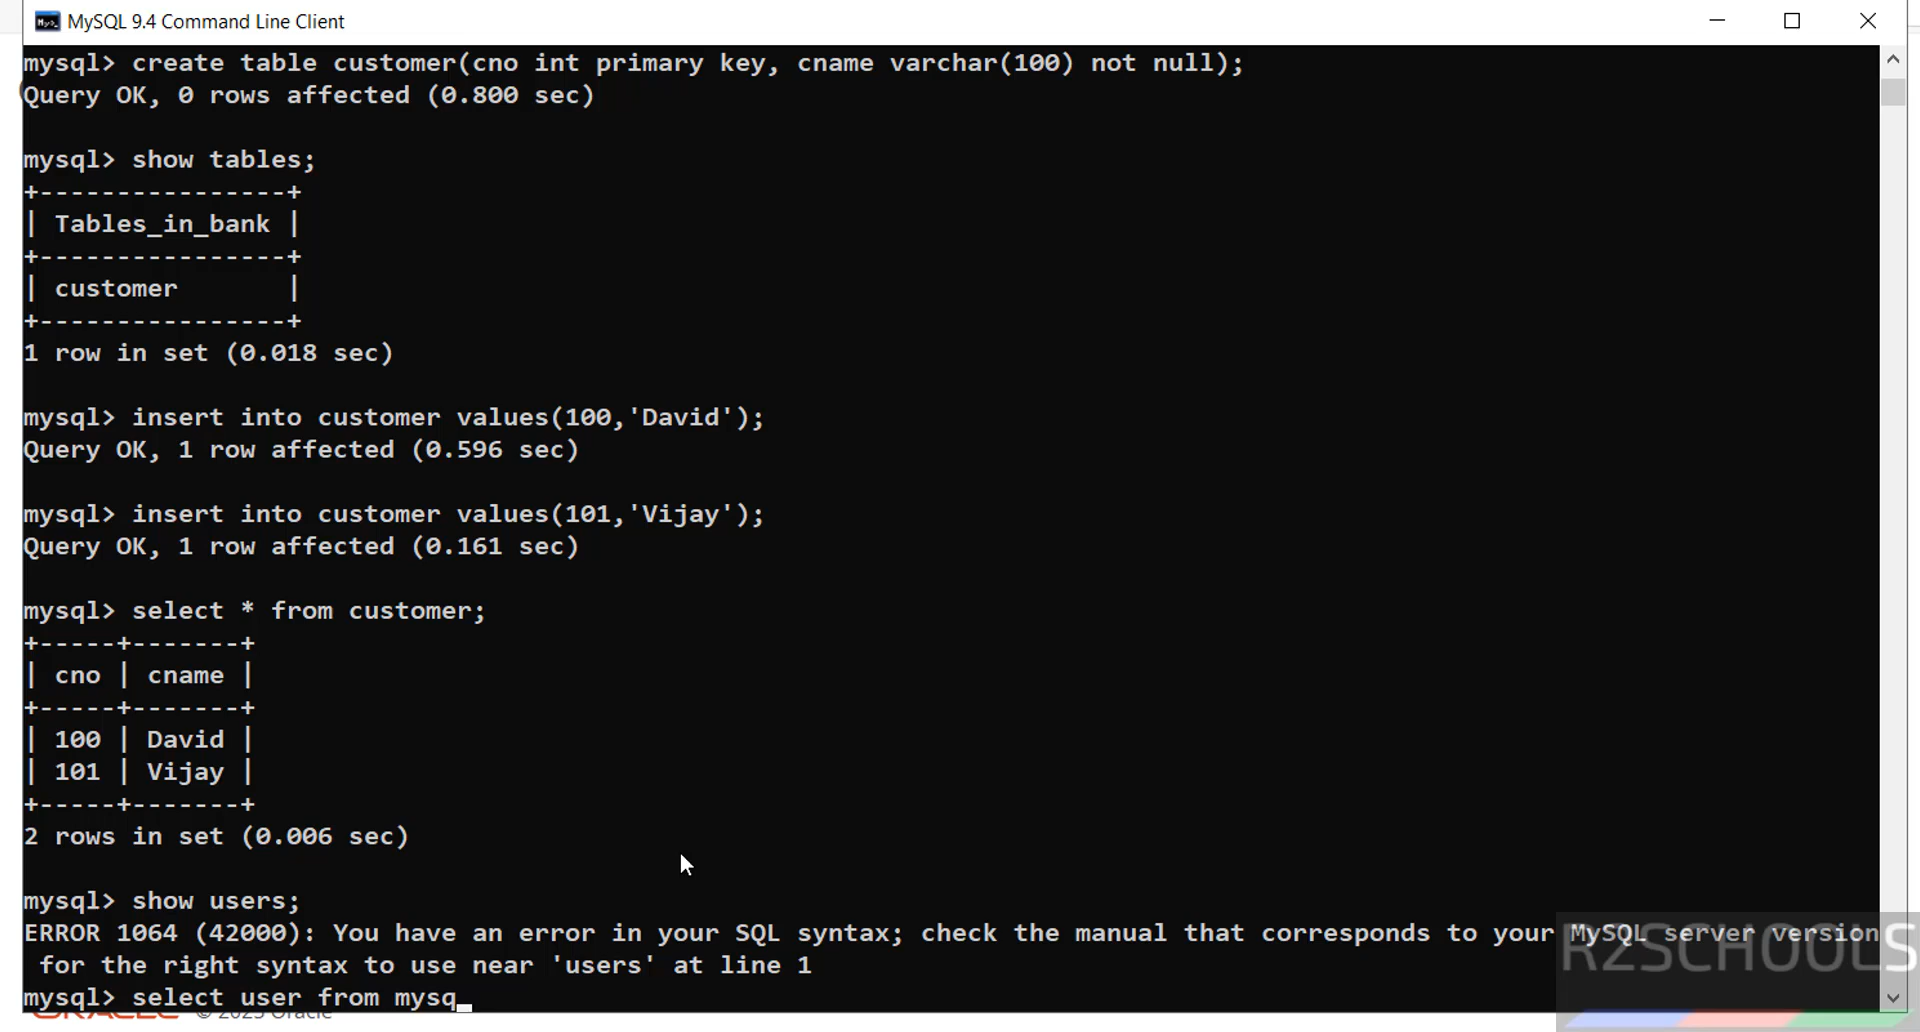 MySQL 9.4 Command Line Client
mysql> create table customer(cno int primary key, cname varchar(100) not null);
Query OK, 0 rows affected (0.800 sec)
mysql> show tables;
+----------------+
| Tables_in_bank |
+----------------+
| customer       |
+----------------+
1 row in set (0.018 sec)
mysql> insert into customer values(100,'David');
Query OK, 1 row affected (0.596 sec)
mysql> insert into customer values(101,'Vijay');
Query OK, 1 row affected (0.161 sec)
mysql> select * from customer;
+-----+-------+
| cno | cname |
+-----+-------+
| 100 | David |
| 101 | Vijay |
+-----+-------+
2 rows in set (0.006 sec)
mysql> show users;
ERROR 1064 (42000): You have an error in your SQL syntax; check the manual that corresponds to your MySQL server version
 for the right syntax to use near 'users' at line 1
mysql> select user from mysq_
R2SCHOOLS
ORACLE © 2025 Oracle